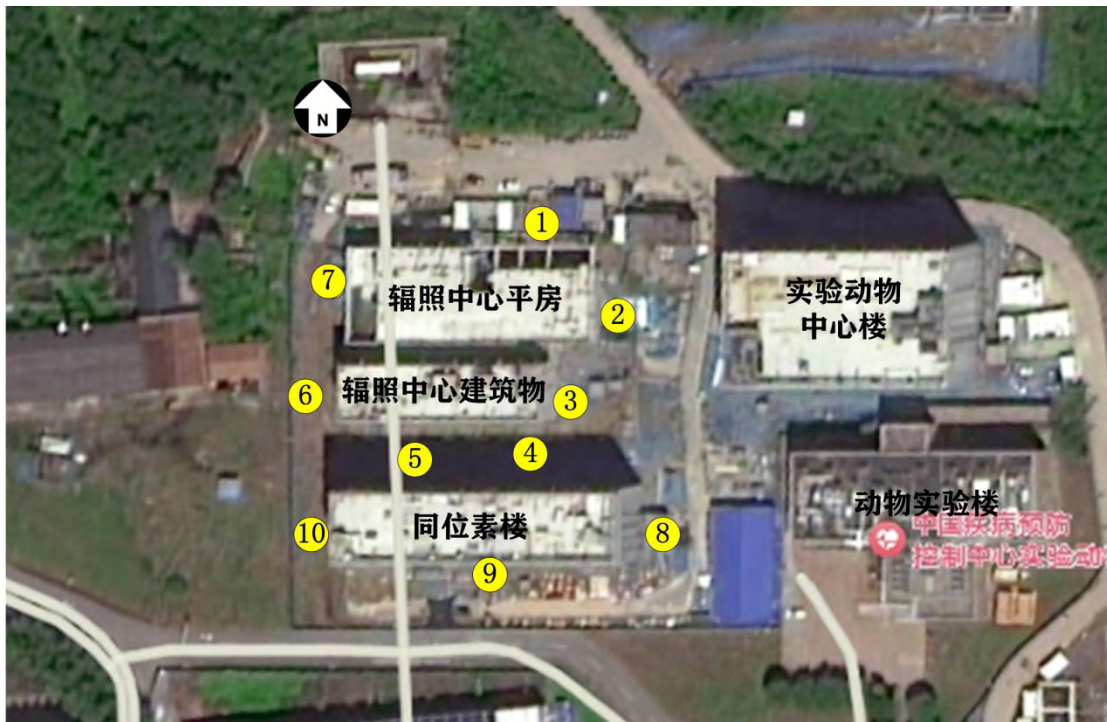 N
①
⑦
辐照中心平房
②
实验动物
中心楼
辐照中心建筑物
⑥
③
⑤
④
同位素楼
⑩
⑧
动物实验楼
中国疾病预防
控制中心实验动
⑨